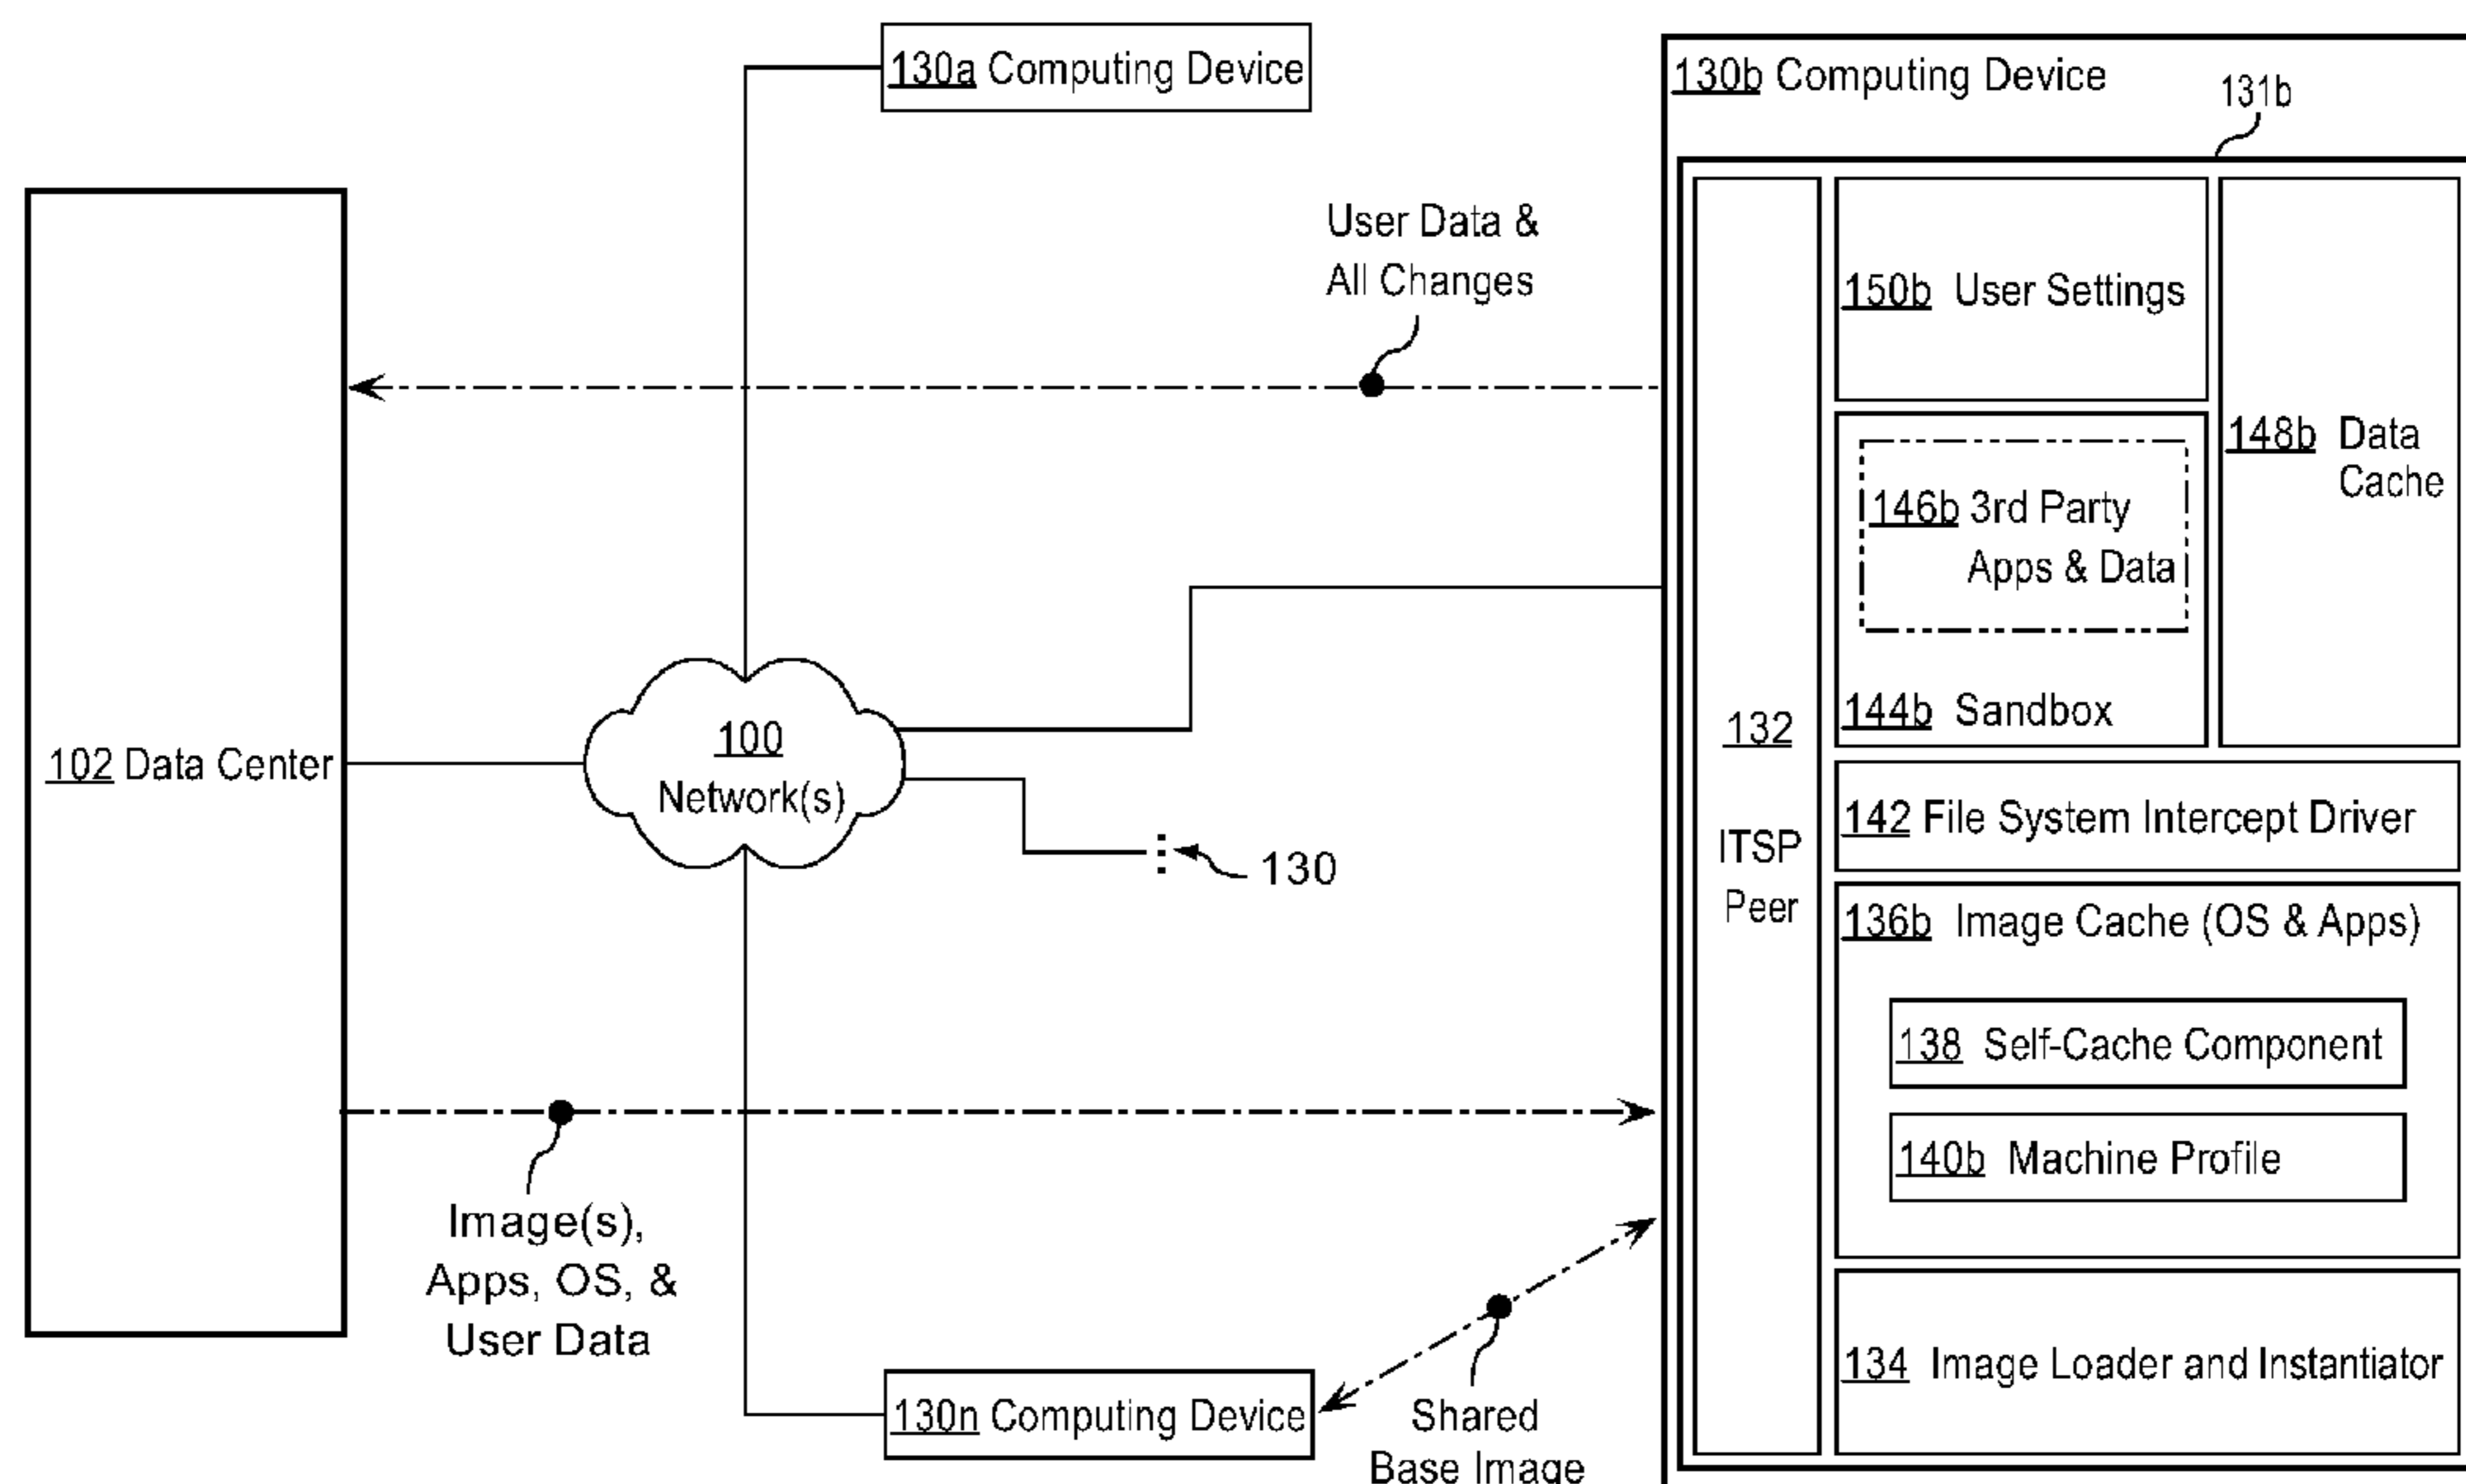 130a Computing Device
130b Computing Device
131b
User Data &
All Changes
150b User Settings
148b Data
Cache
146b 3rd Party
Apps & Data
144b Sandbox
102 Data Center
100
Network(s)
130
132
ITSP
Peer
142 File System Intercept Driver
136b Image Cache (OS & Apps)
138 Self-Cache Component
140b Machine Profile
134 Image Loader and Instantiator
Image(s),
Apps, OS, &
User Data
130n Computing Device
Shared
Base Image